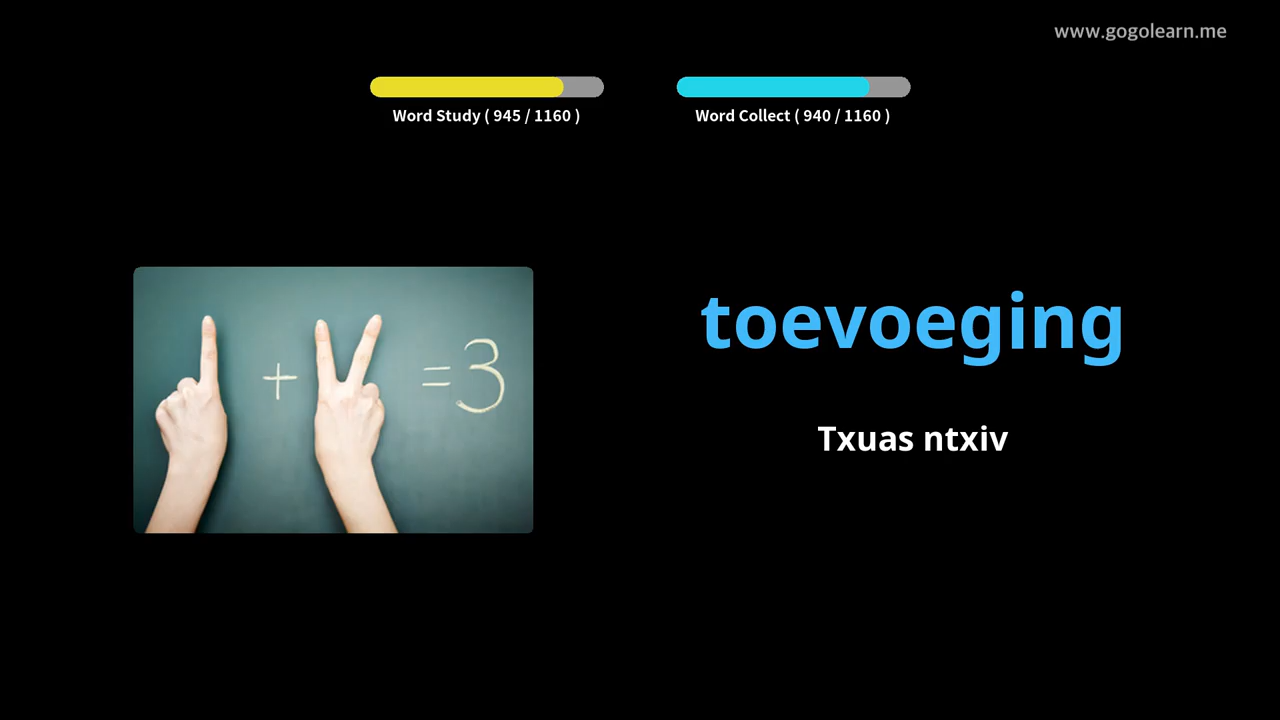 www.gogolearn.me
Word Study ( 945 / 1160 )
Word Collect ( 940 / 1160 )
+ = 3
toevoeging
Txuas ntxiv